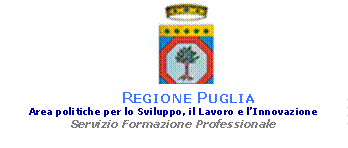 REGIONE PUGLIA
Area politiche per lo Sviluppo, il Lavoro e l'Innovazione
Servizio Formazione Professionale